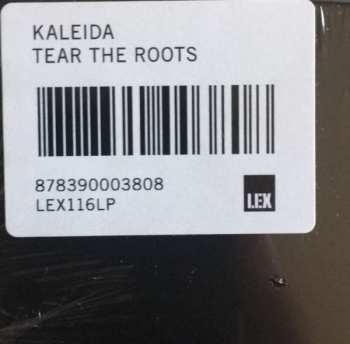 KALEIDA
TEAR THE ROOTS
878390003808
LEX116LP
LEX